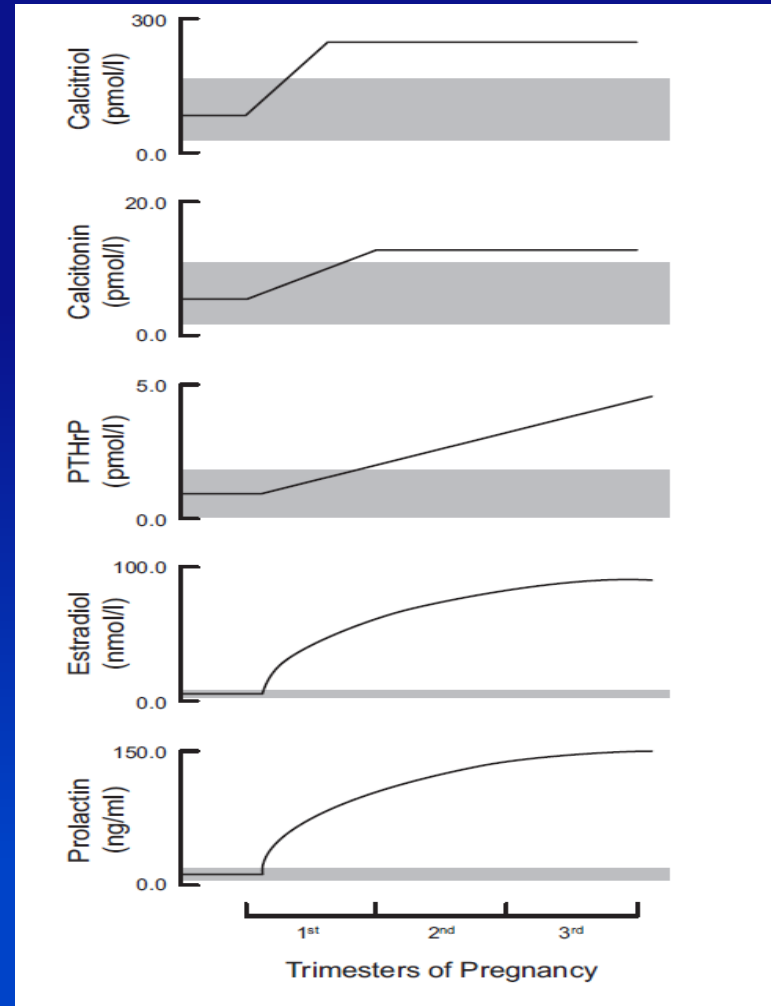 300
Calcitriol
(pmol/l)
0.0
20.0
Calcitonin
(pmol/l)
0.0
5.0
PTHrP
(pmol/l)
0.0
100.0
Estradiol
(nmol/l)
0.0
150.0
Prolactin
(ng/ml)
0.0
1st 2nd 3rd
Trimesters of Pregnancy